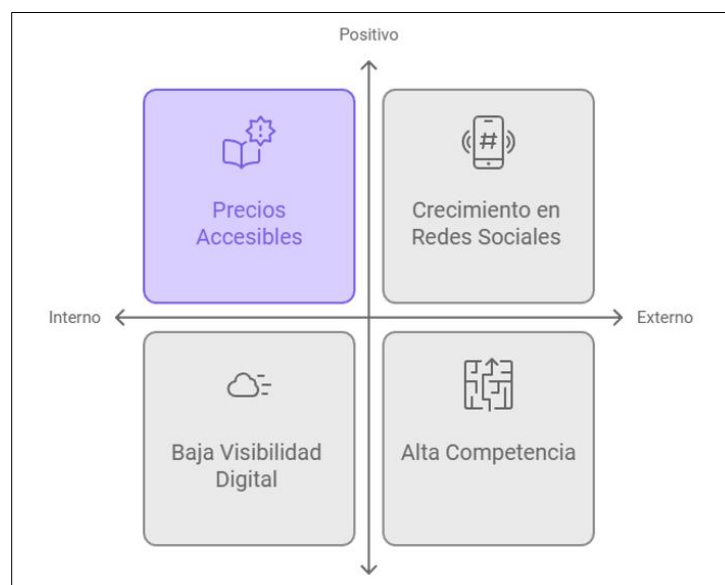 Positivo
Precios
Accesibles
#
Crecimiento en
Redes Sociales
Interno
Externo
Baja Visibilidad
Digital
Alta Competencia